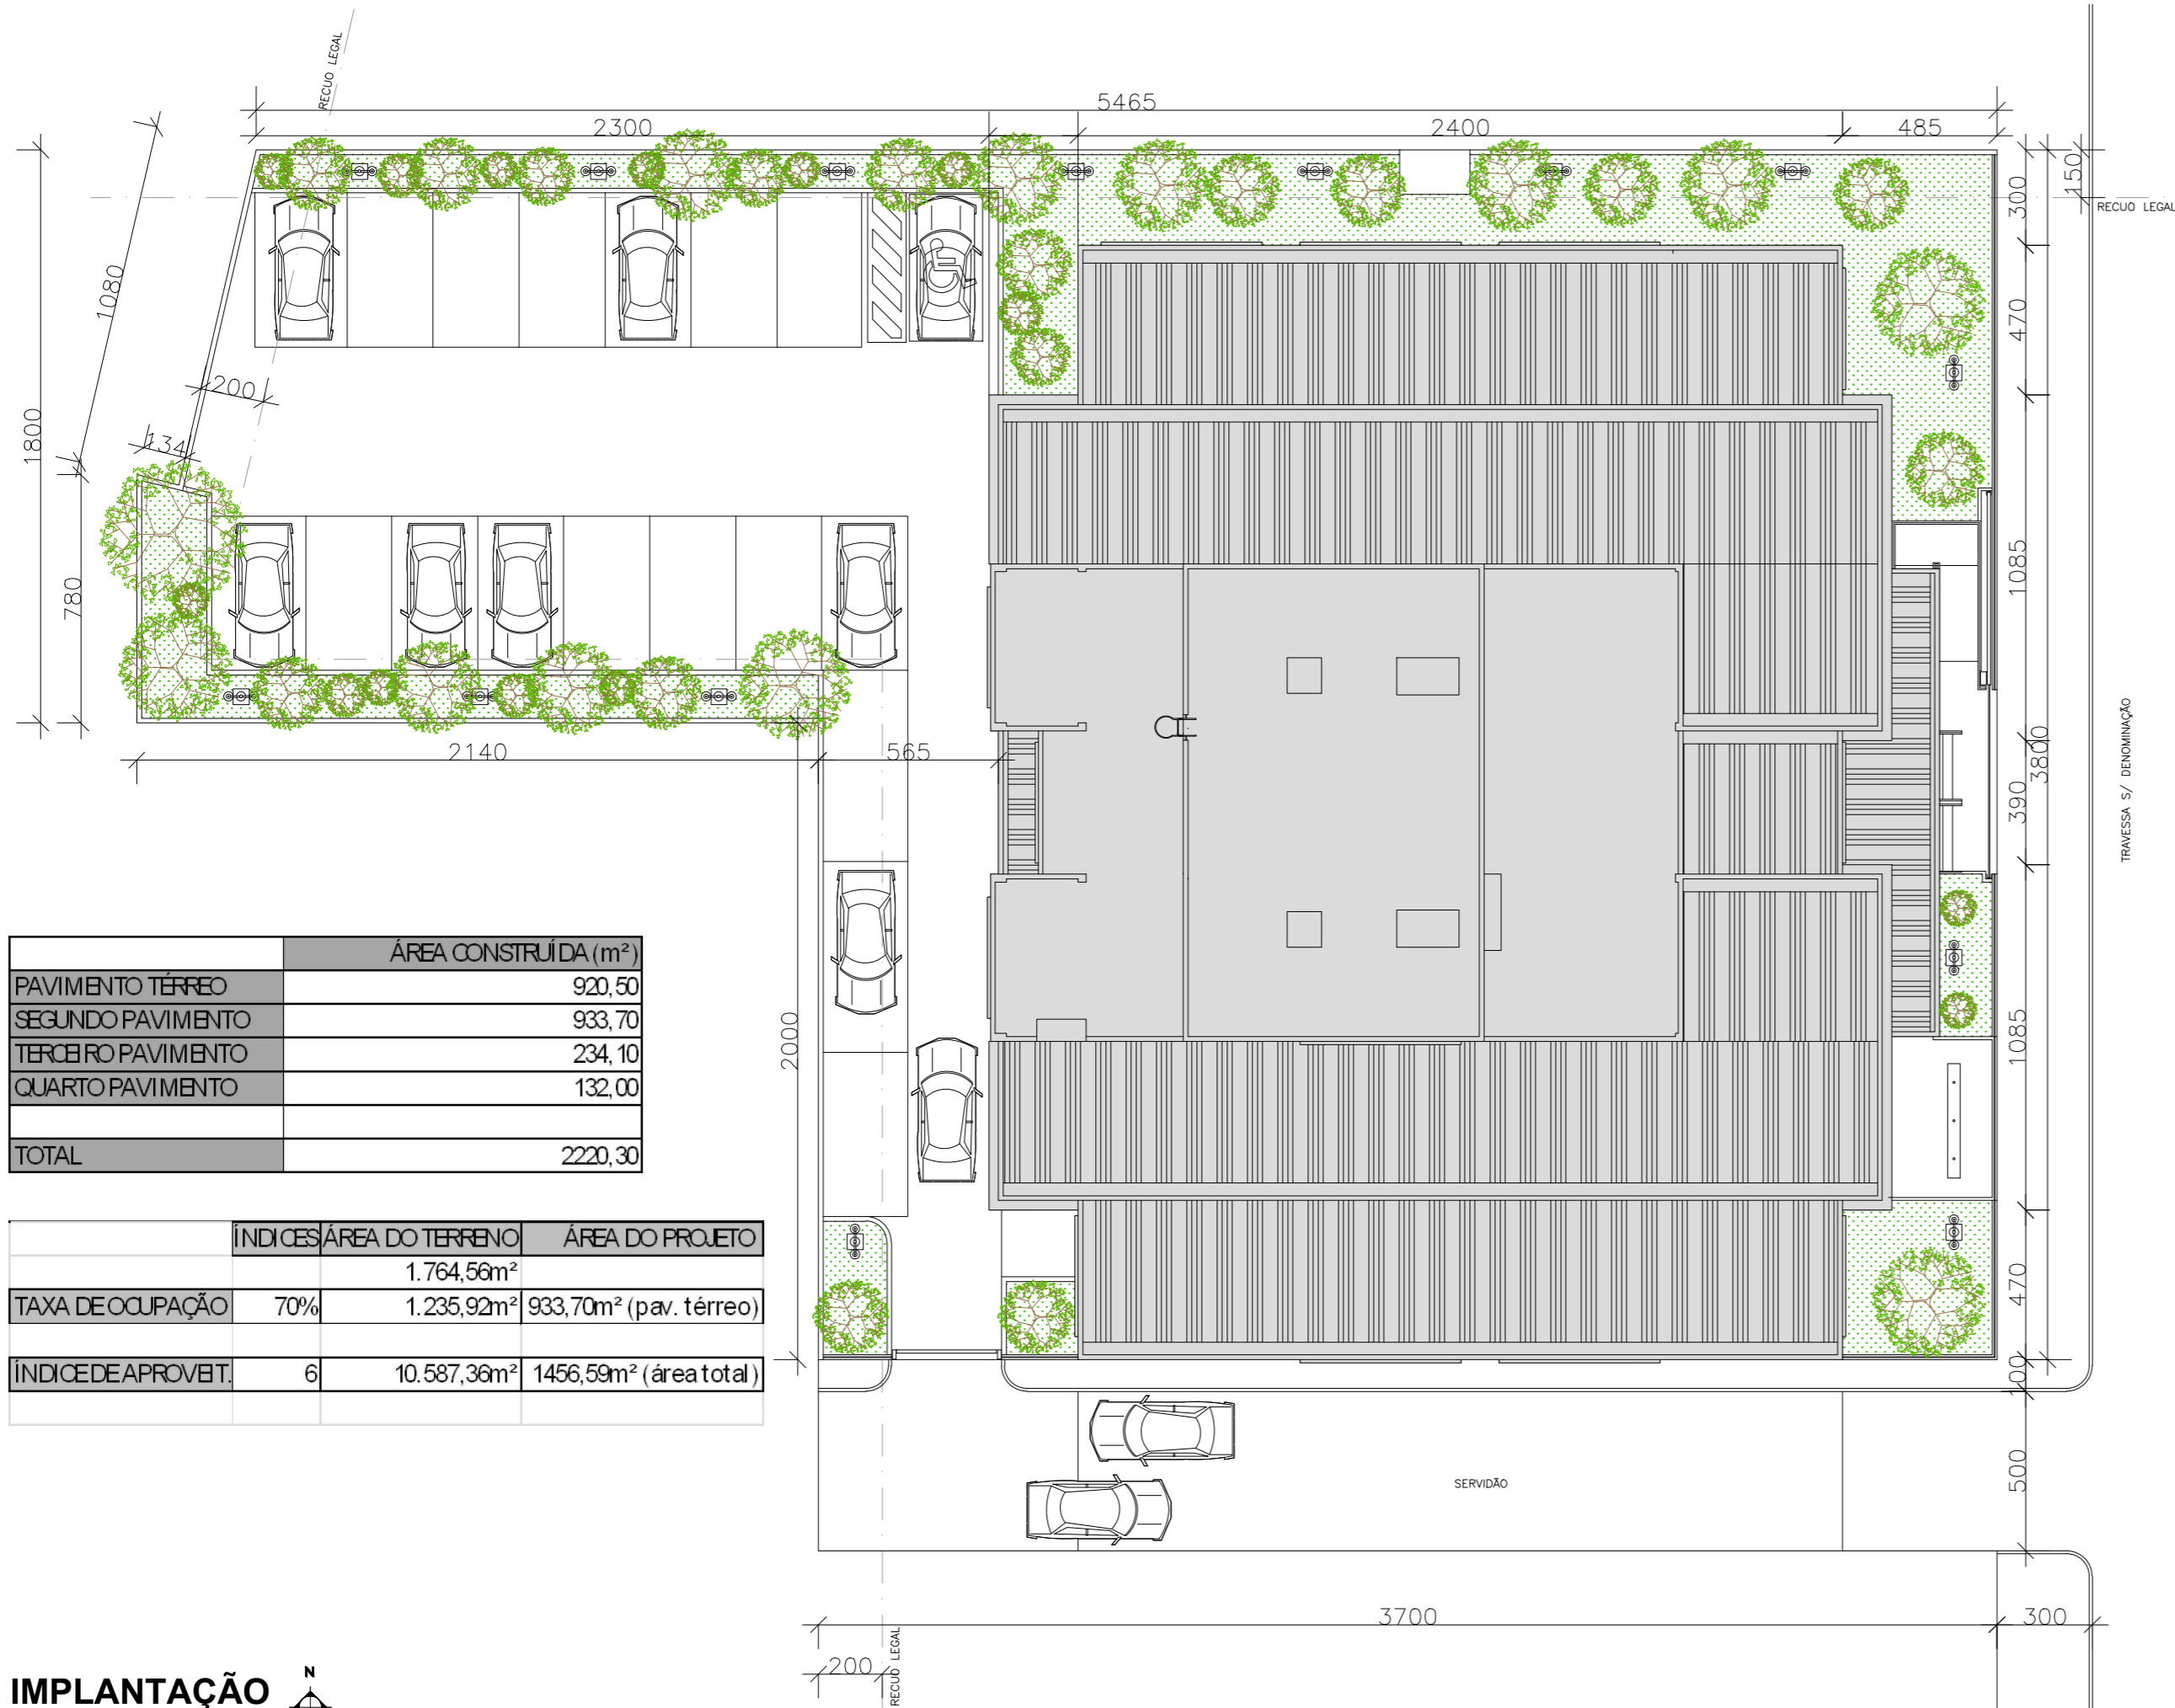 RECUO LEGAL
5465
2300
2400
485
150
300
RECUO LEGAL
1080
470
200
1800
134
1085
780
3800
2140
565
390
TRAVESSA S/ DENOMINAÇÃO
ÁREA CONSTRUÍDA (m²)
PAVIMENTO TÉRREO 920,50
SEGUNDO PAVIMENTO 933,70
TERCEIRO PAVIMENTO 234,10
QUARTO PAVIMENTO 132,00
TOTAL 2220,30
2000
1085
ÍNDICES ÁREA DO TERRENO ÁREA DO PROJETO
1.764,56m²
TAXA DE OCUPAÇÃO 70% 1.235,92m² 933,70m² (pav. térreo)
ÍNDICE DE APROVEIT. 6 10.587,36m² 1456,59m² (área total)
470
100
500
SERVIDÃO
3700
300
200
RECUO LEGAL
N
IMPLANTAÇÃO